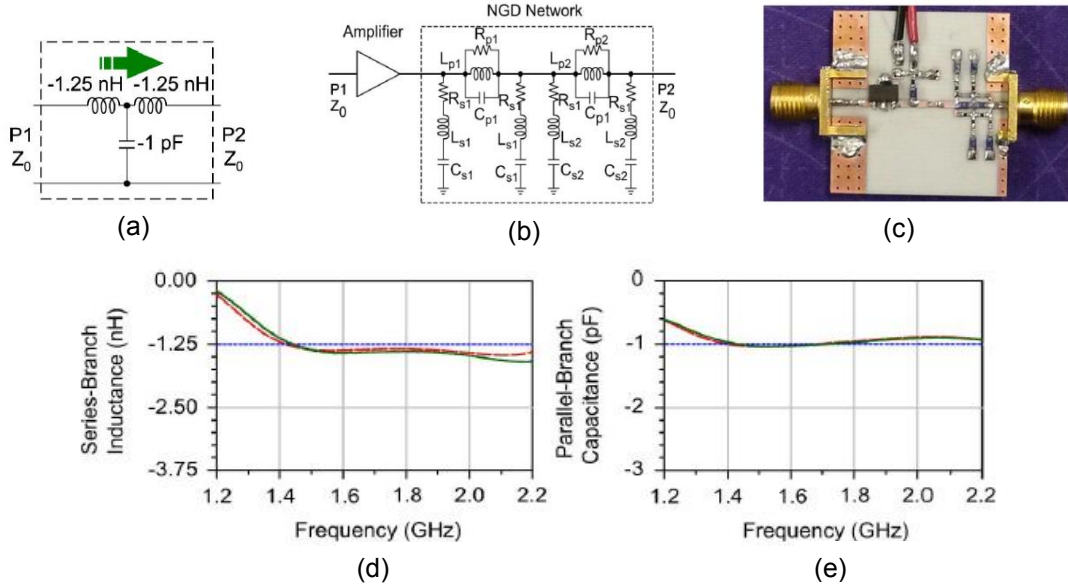 -1.25 nH -1.25 nH
-1 pF
P1
Z0
P2
Z0
(a)
NGD Network
Amplifier
P1
Z0
Rp1
Lp1
Cp1
Rp2
Lp2
Cp1
Rs1
Ls1
Cs1
Rs1
Ls1
Cs1
Rs1
Ls2
Cs2
Rs1
Ls2
Cs2
P2
Z0
(b)
(c)
Series-Branch
Inductance (nH)
0.00
-1.25
-2.50
-3.75
1.2 1.4 1.6 1.8 2.0 2.2
Frequency (GHz)
(d)
Parallel-Branch
Capacitance (pF)
0
-1
-2
-3
1.2 1.4 1.6 1.8 2.0 2.2
Frequency (GHz)
(e)